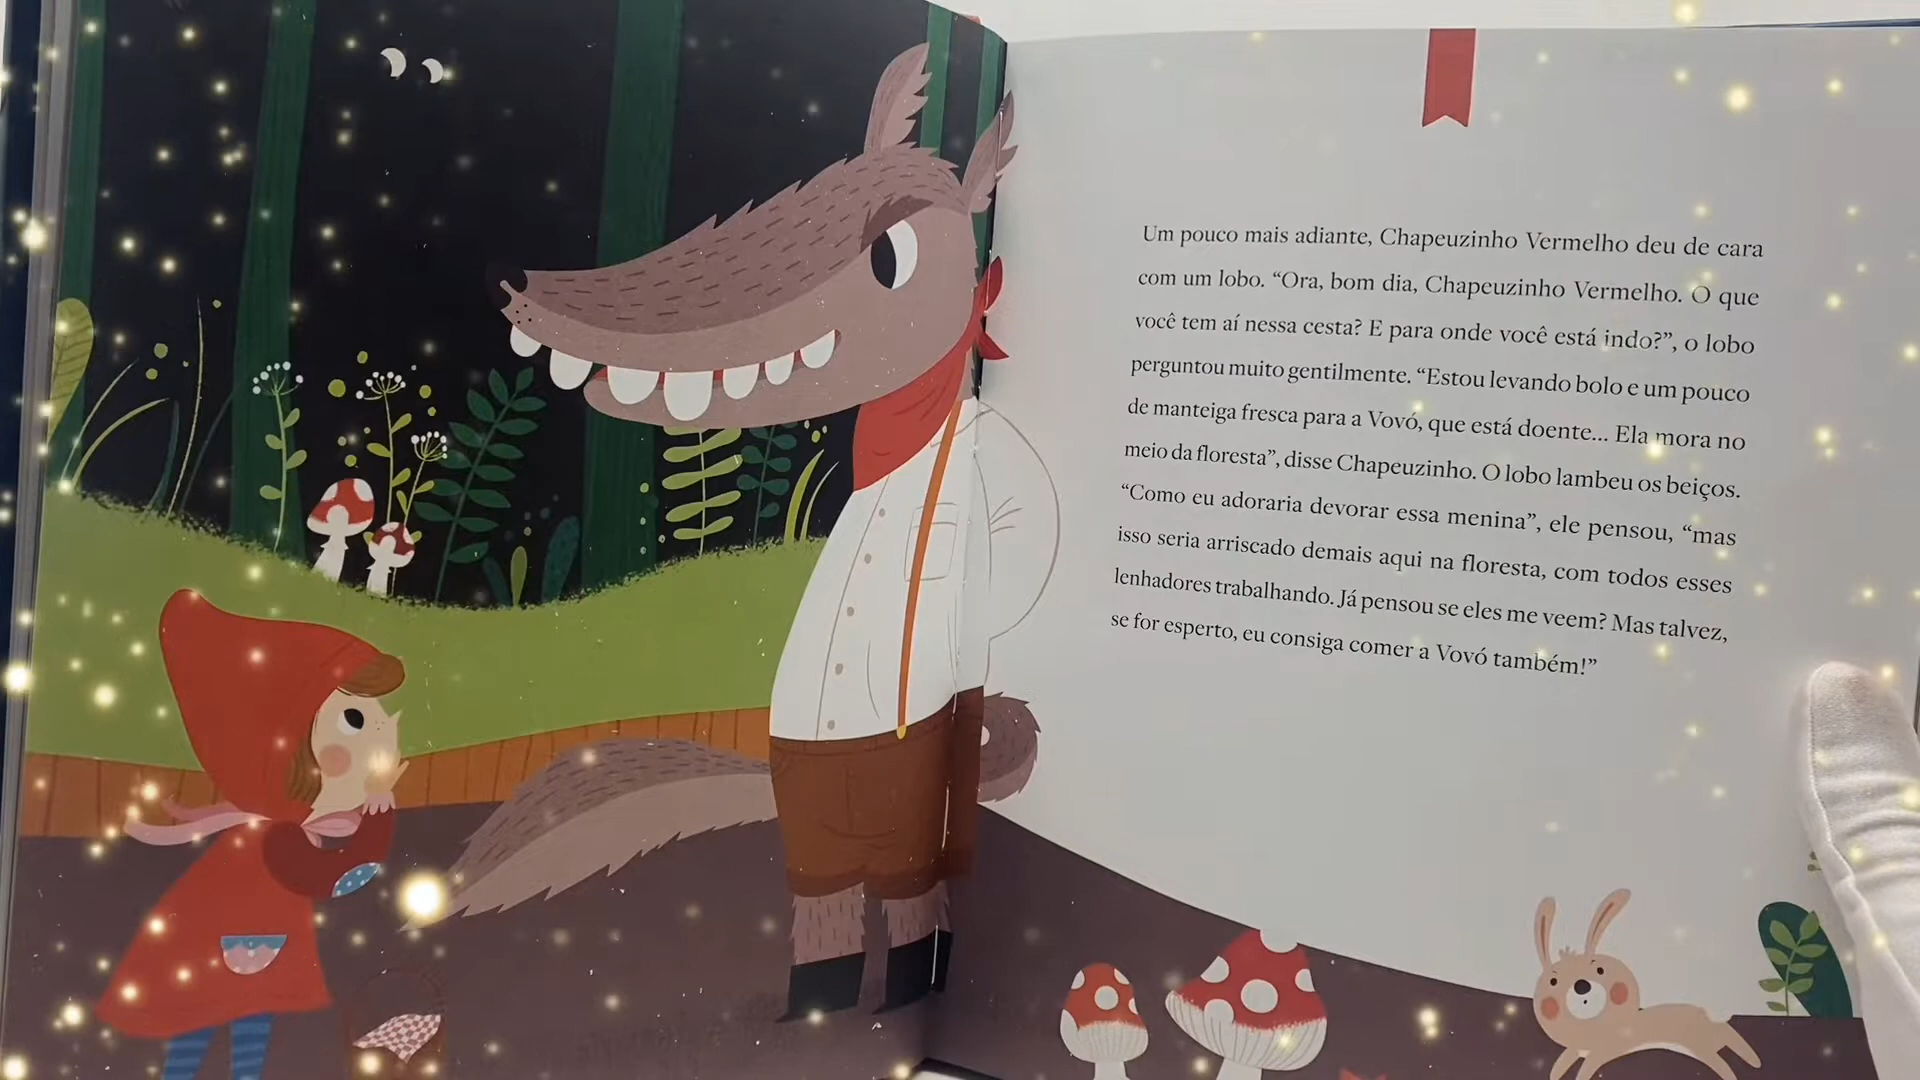 Um pouco mais adiante, Chapeuzinho Vermelho deu de cara
com um lobo. “Ora, bom dia, Chapeuzinho Vermelho. O que
você tem aí nessa cesta? E para onde você está indo?”, o lobo
perguntou muito gentilmente. “Estou levando bolo e um pouco
de manteiga fresca para a Vovó, que está doente... Ela mora no
meio da floresta”, disse Chapeuzinho. O lobo lambeu os beiços.
“Como eu adoraria devorar essa menina”, ele pensou, “mas
isso seria arriscado demais aqui na floresta, com todos esses
lenhadores trabalhando. Já pensou se eles me veem? Mas talvez,
se for esperto, eu consiga comer a Vovó também!”